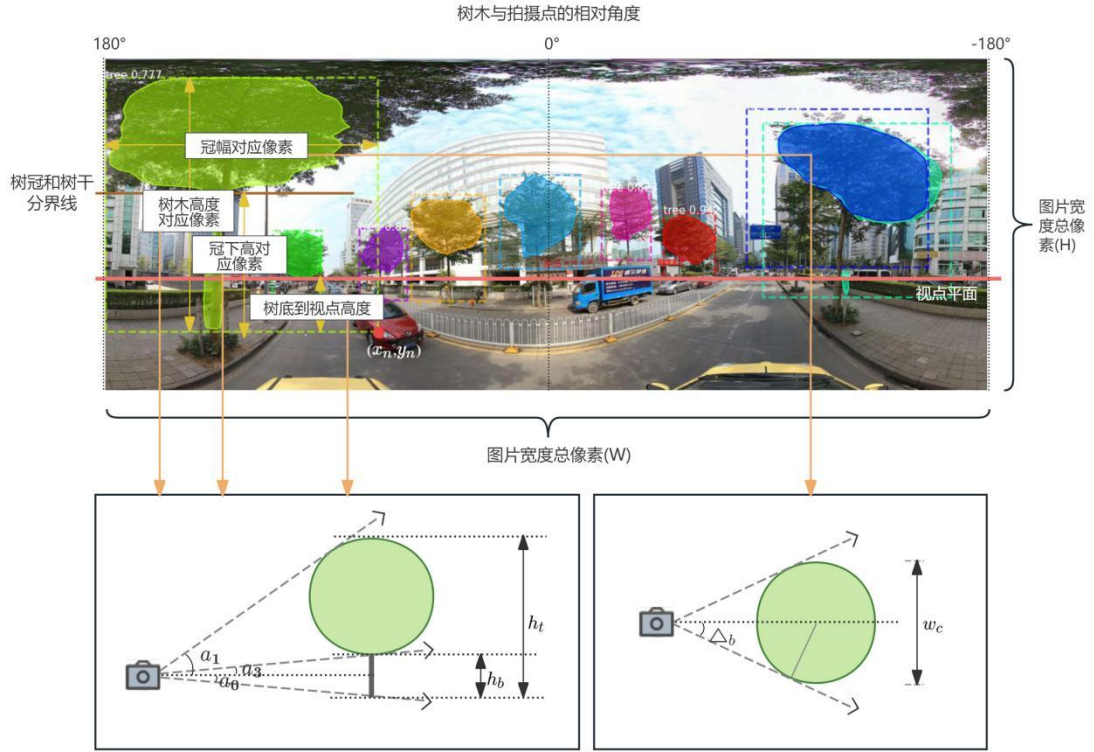 树木与拍摄点的相对角度
180°
0°
-180°
tree 0.777
冠幅对应像素
树冠和树干
分界线
树木高度
对应像素
冠下高对
应像素
tree 0.942
图片宽
度总像
素(H)
视点平面
树底到视点高度
(xₙ,yₙ)
图片宽度总像素(W)
a₁
a₃
a₀
hₜ
h_b
△_b
w_c